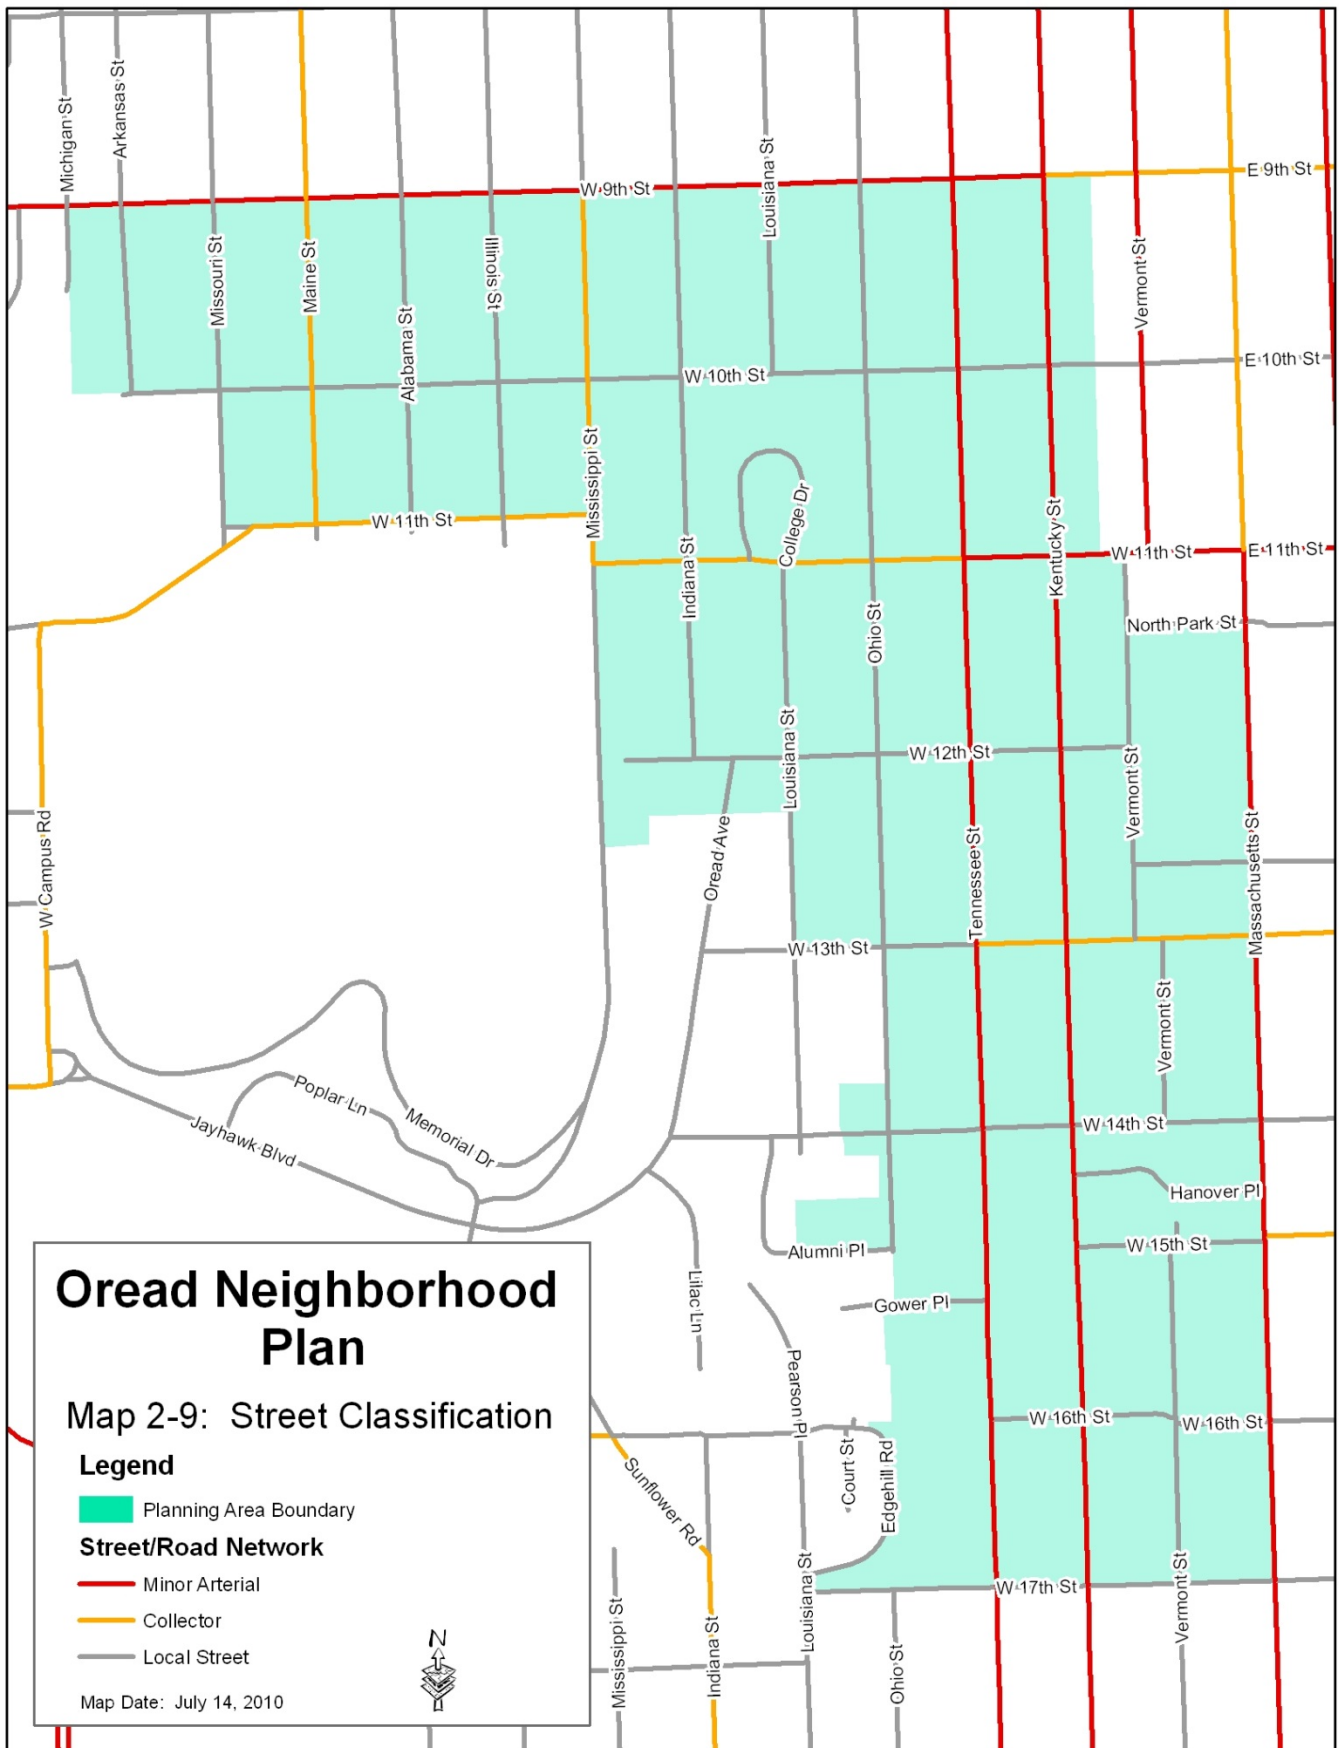 Michigan St
Arkansas St
Louisiana St
W 9th St
E 9th St
Missouri St
Maine St
Illinois St
Alabama St
Vermont St
W 10th St
E 10th St
Mississippi St
W 11th St
College Dr
Kentucky St
Indiana St
W 11th St
E 11th St
Ohio St
North Park St
Louisiana St
W 12th St
Vermont St
W Campus Rd
Oread Ave
Tennessee St
Massachusetts St
W 13th St
Vermont St
Poplar Ln
Memorial Dr
Jayhawk Blvd
W 14th St
Hanover Pl
Alumni Pl
W 15th St
Lilac Ln
Gower Pl
Pearson Pl
W 16th St
W 16th St
Court St
Edgehill Rd
Sunflower Rd
Louisiana St
W 17th St
Vermont St
Mississippi St
Indiana St
Ohio St
Oread Neighborhood
Plan
Map 2-9: Street Classification
Legend
Planning Area Boundary
Street/Road Network
Minor Arterial
Collector
Local Street
N
Map Date: July 14, 2010